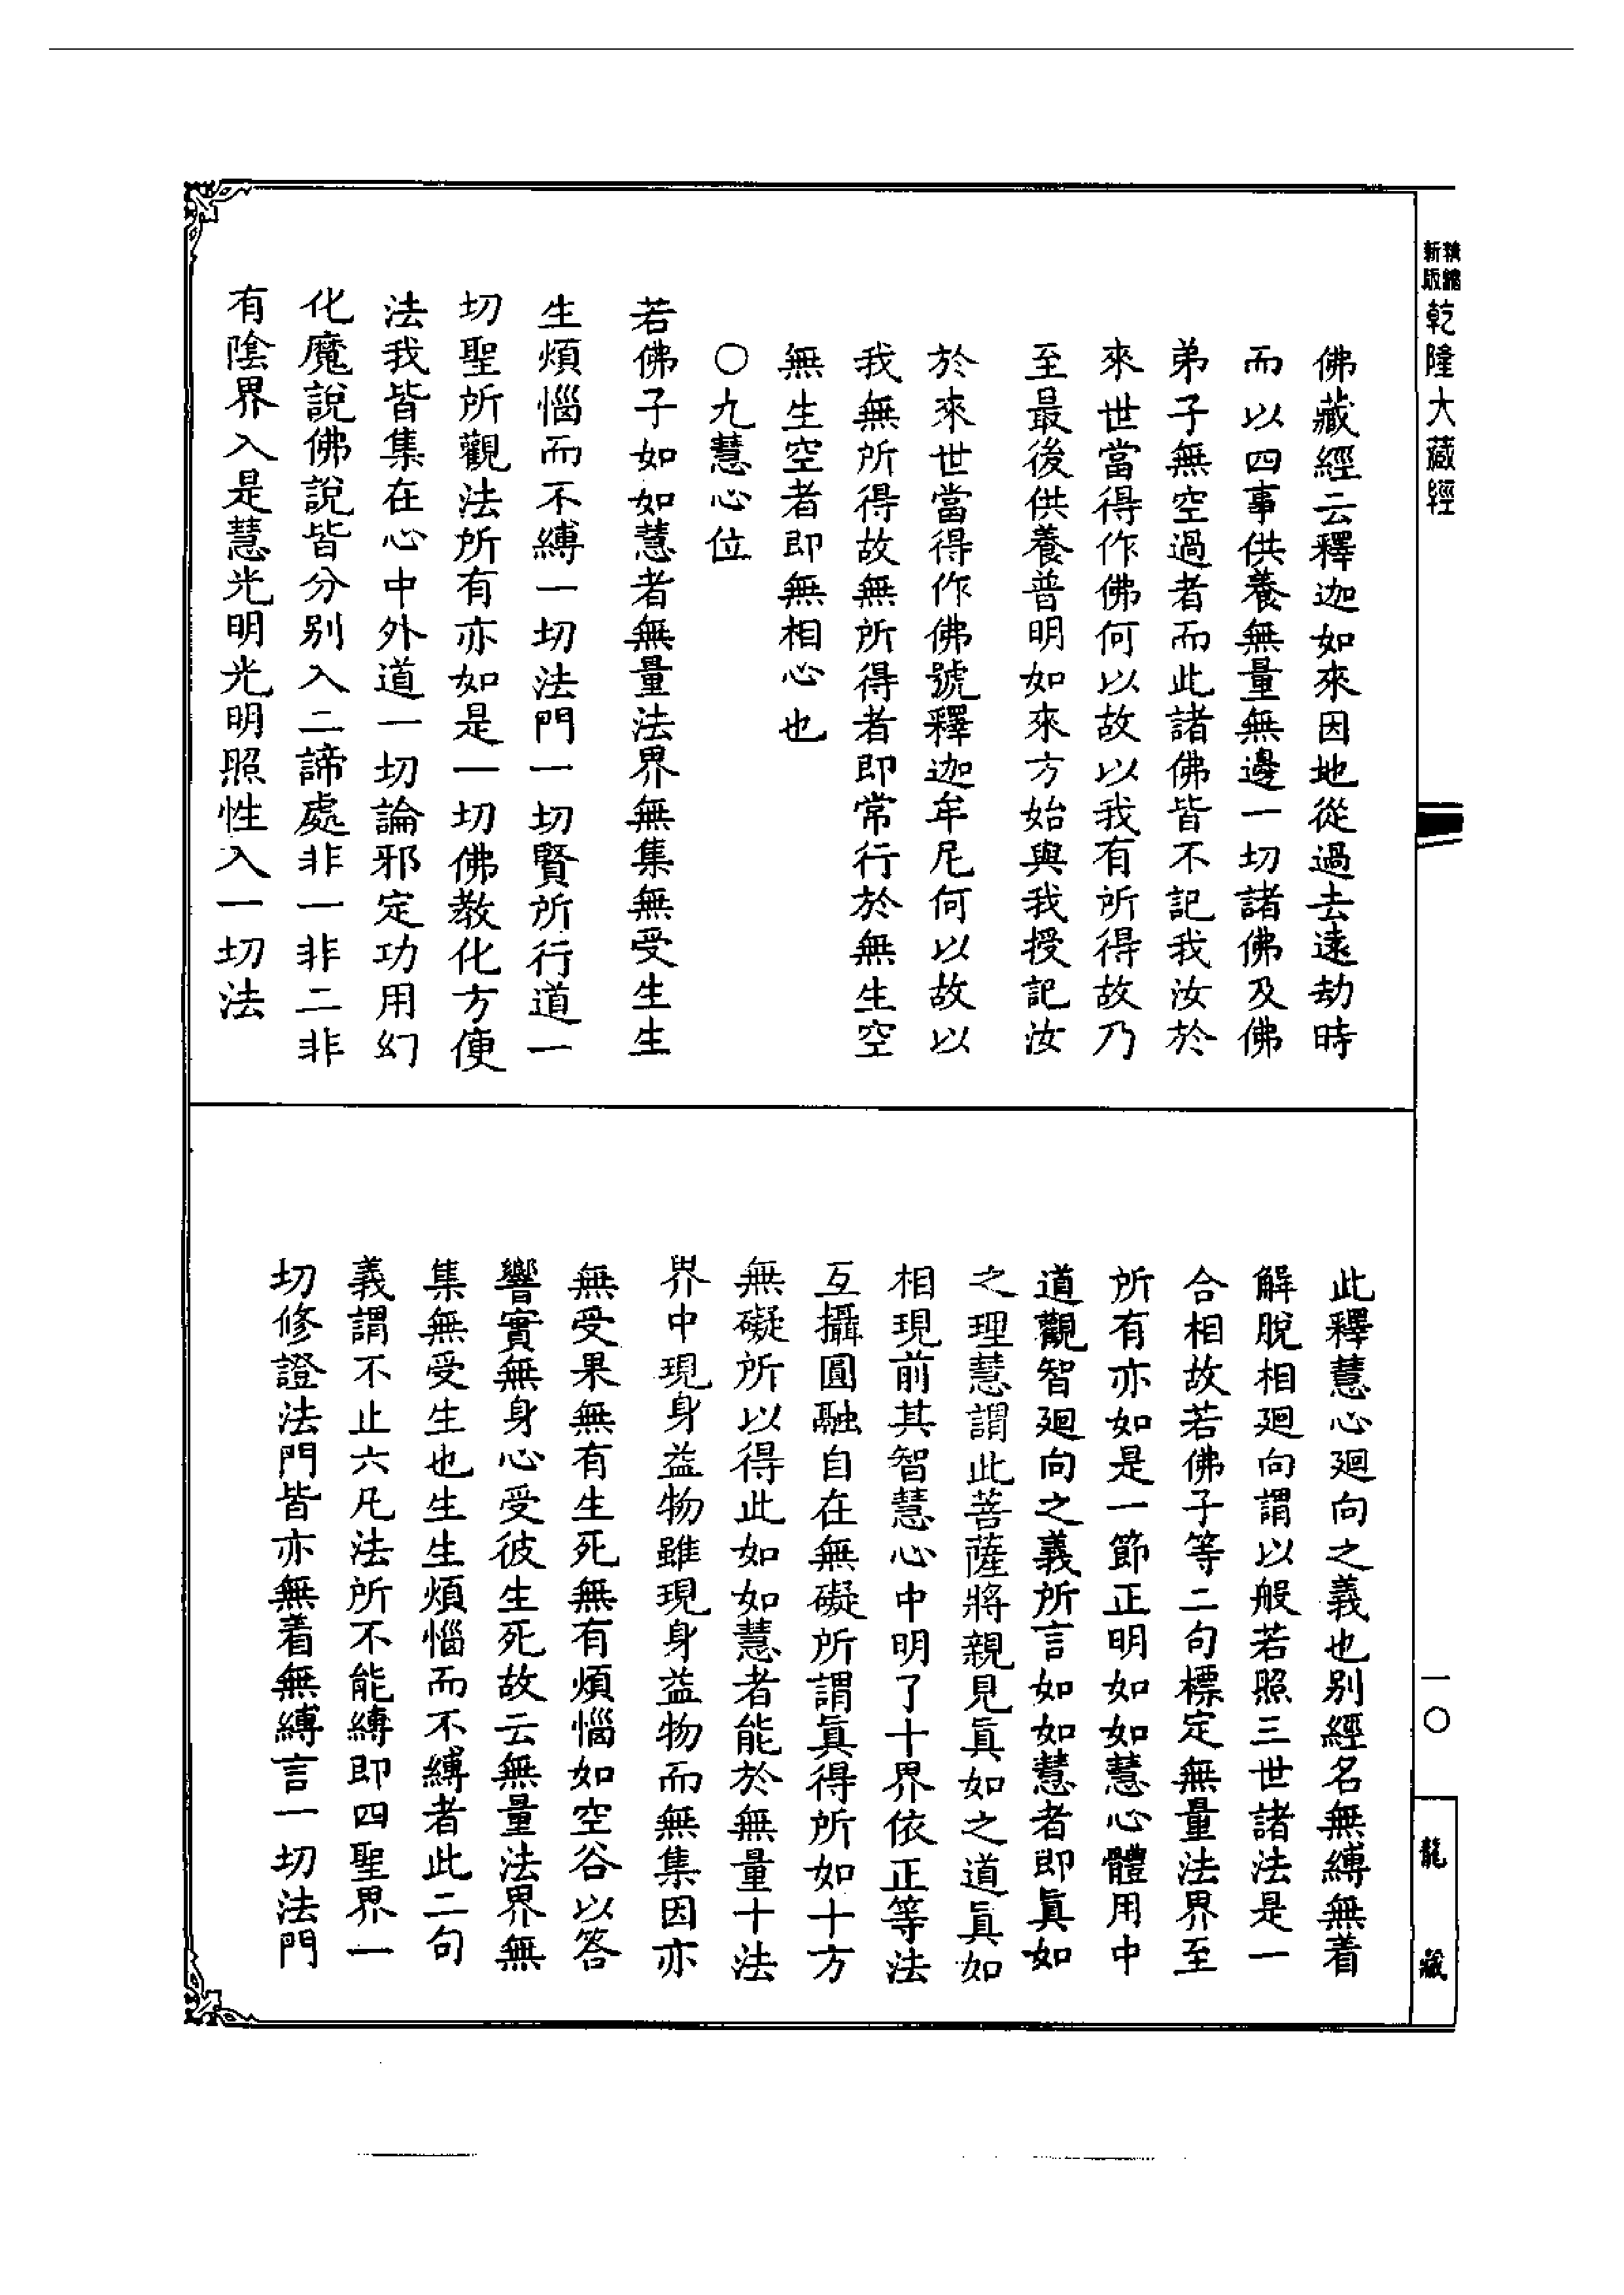 精縮
新版
乾隆大藏經
佛藏經云釋迦如來因地從過去遠劫時
而以四事供養無量無邊一切諸佛及佛
弟子無空過者而此諸佛皆不記我汝於
來世當得作佛何以故以我有所得故乃
至最後供養普明如來方始與我授記汝
於來世當得作佛號釋迦牟尼何以故以
我無所得故無所得者即常行於無生空
無生空者即無相心也
○九慧心位
若佛子如如慧者無量法界無集無受生生
生煩惱而不縛一切法門一切賢所行道一
切聖所觀法所有亦如是一切佛教化方便
法我皆集在心中外道一切論邪定功用幻
化魔說佛說皆分別入二諦處非一非二非
有陰界入是慧光明光明照性入一切法
此釋慧心廻向之義也別經名無縛無着
解脫相廻向謂以般若照三世諸法是一
合相故若佛子等二句標定無量法界至
所有亦如是一節正明如如慧心體用中
道觀智廻向之義所言如如慧者即眞如
之理慧謂此菩薩將親見眞如之道眞如
相現前其智慧心中明了十界依正等法
互攝圓融自在無礙所謂眞得所如十方
無礙所以得此如如慧者能於無量十法
界中現身益物雖現身益物而無集因亦
無受果無有生死無有煩惱如空谷以答
響實無身心受彼生死故云無量法界無
集無受生也生生煩惱而不縛者此二句
義謂不止六凡法所不能縛即四聖界一
切修證法門皆亦無着無縛言一切法門
一○
龍藏